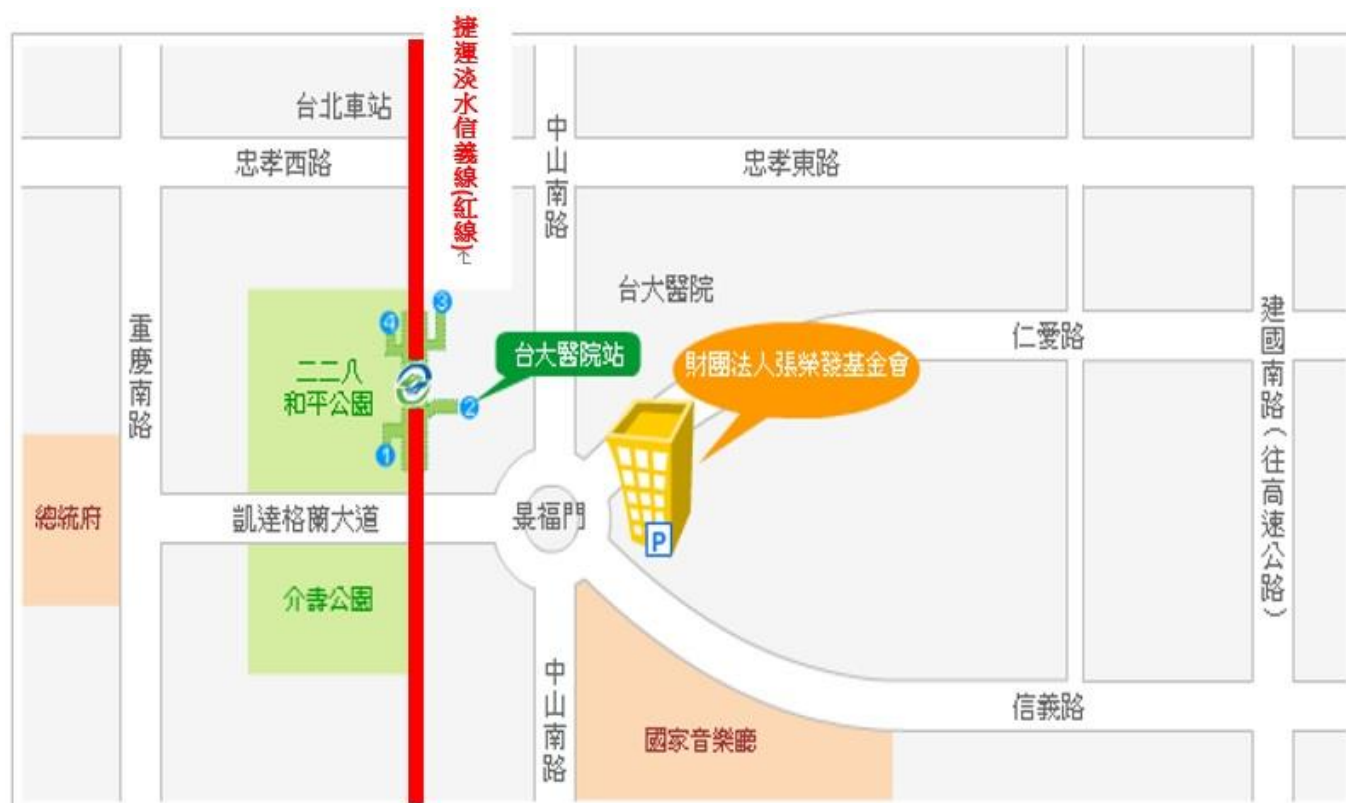 捷運淡水信義線(紅線)
台北車站
忠孝西路
中山南路
忠孝東路
台大醫院
重慶南路
二二八
和平公園
4
3
2
1
台大醫院站
財團法人張榮發基金會
仁愛路
建國南路(往高速公路)
總統府
凱達格蘭大道
景福門
P
介壽公園
中山南路
國家音樂廳
信義路